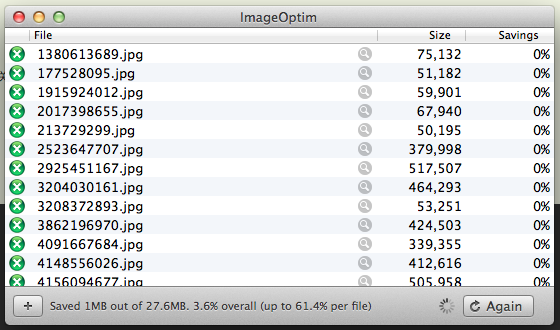 ImageOptim
File Size Savings
1380613689.jpg 75,132 0%
177528095.jpg 51,182 0%
1915924012.jpg 59,901 0%
2017398655.jpg 67,940 0%
213729299.jpg 50,195 0%
2523647707.jpg 379,998 0%
2925451167.jpg 517,507 0%
3204030161.jpg 464,293 0%
3208372893.jpg 53,251 0%
3862196970.jpg 424,503 0%
4091667684.jpg 339,355 0%
4148556026.jpg 412,616 0%
4156094677.jpg 505,958 0%
+ Saved 1MB out of 27.6MB. 3.6% overall (up to 61.4% per file) Again